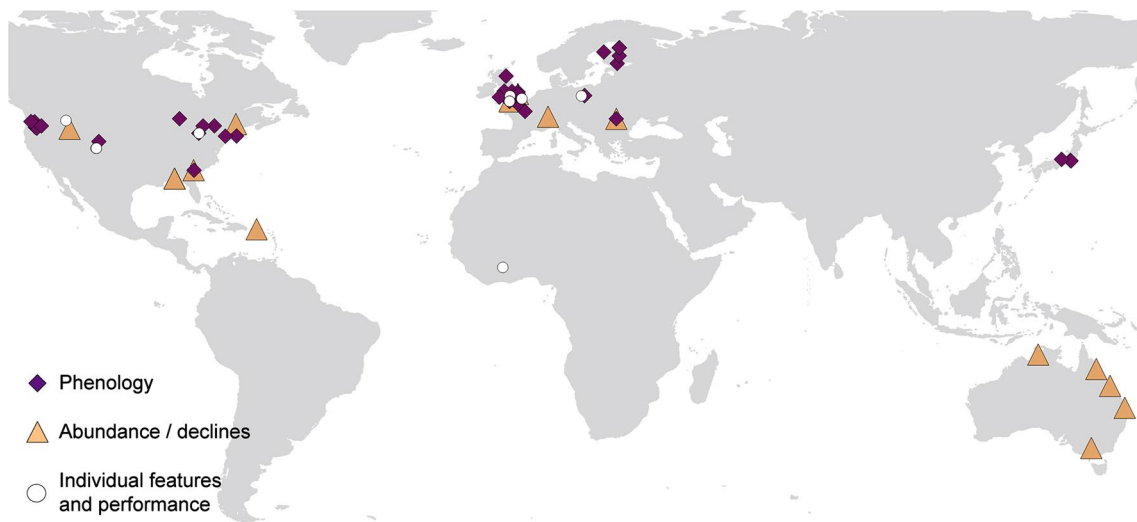 Phenology
Abundance / declines
Individual features
and performance